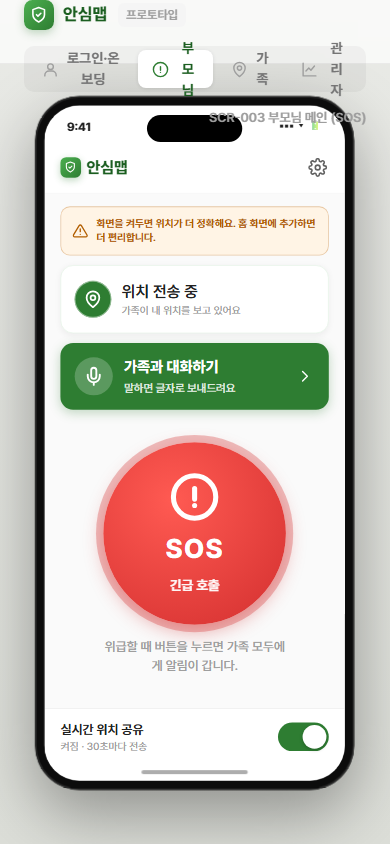 안심맵 프로토타입
로그인·온
보딩
부
모
님
가
족
관
리
자
SCR-003 부모님 메인 (SOS)
9:41
안심맵
화면을 켜두면 위치가 더 정확해요. 홈 화면에 추가하면
더 편리합니다.
위치 전송 중
가족이 내 위치를 보고 있어요
가족과 대화하기
말하면 글자로 보내드려요
SOS
긴급 호출
위급할 때 버튼을 누르면 가족 모두에
게 알림이 갑니다.
실시간 위치 공유
켜짐 · 30초마다 전송